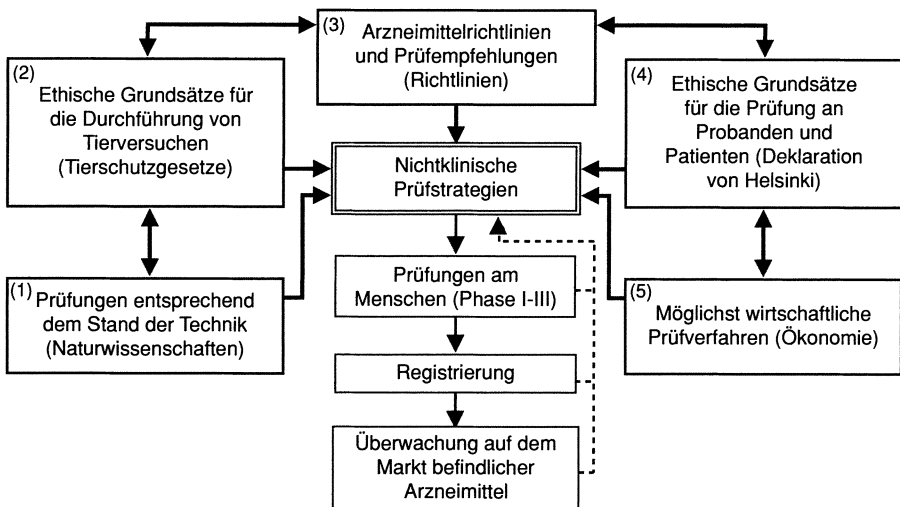 (3)
Arzneimittelrichtlinien
und Prüfempfehlungen
(Richtlinien)
(2)
Ethische Grundsätze für
die Durchführung von
Tierversuchen
(Tierschutzgesetze)
(4)
Ethische Grundsätze
für die Prüfung an
Probanden und
Patienten (Deklaration
von Helsinki)
Nichtklinische
Prüfstrategien
(1)
Prüfungen entsprechend
dem Stand der Technik
(Naturwissenschaften)
Prüfungen am
Menschen (Phase I-III)
(5)
Möglichst wirtschaftliche
Prüfverfahren (Ökonomie)
Registrierung
Überwachung auf dem
Markt befindlicher
Arzneimittel